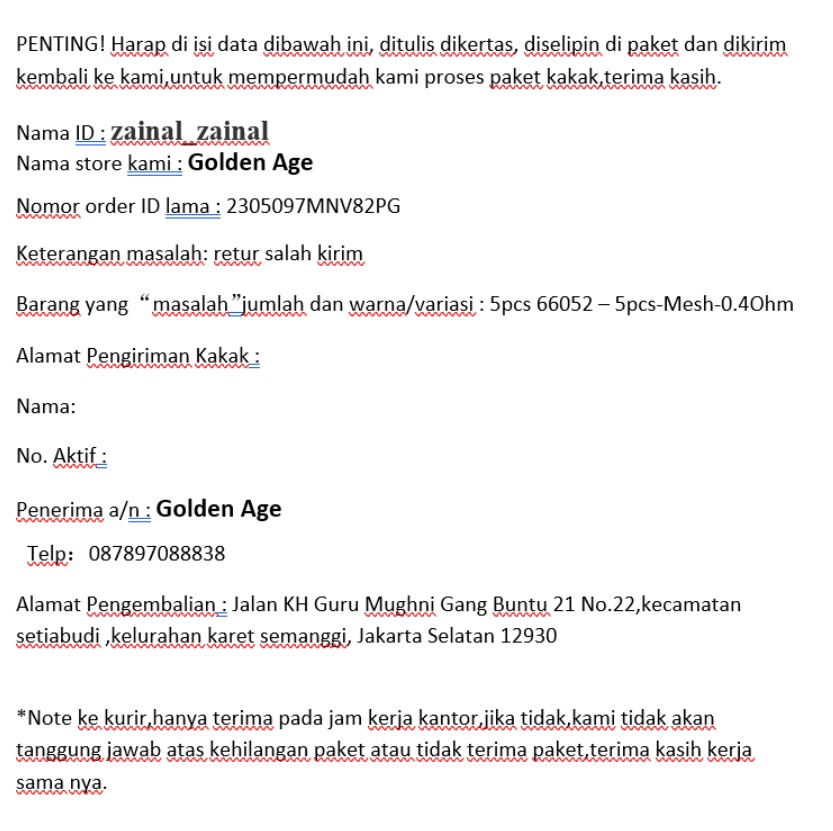 PENTING! Harap di isi data dibawah ini, ditulis dikertas, diselipin di paket dan dikirim
kembali ke kami,untuk mempermudah kami proses paket kakak,terima kasih.
Nama ID : zainal_zainal
Nama store kami : Golden Age
Nomor order ID lama : 2305097MNV82PG
Keterangan masalah: retur salah kirim
Barang yang “masalah”jumlah dan warna/variasi : 5pcs 66052 – 5pcs-Mesh-0.4Ohm
Alamat Pengiriman Kakak :
Nama:
No. Aktif :
Penerima a/n : Golden Age
Telp： 087897088838
Alamat Pengembalian : Jalan KH Guru Mughni Gang Buntu 21 No.22,kecamatan
setiabudi ,kelurahan karet semanggi, Jakarta Selatan 12930
*Note ke kurir,hanya terima pada jam kerja kantor,jika tidak,kami tidak akan
tanggung jawab atas kehilangan paket atau tidak terima paket,terima kasih kerja
sama nya.